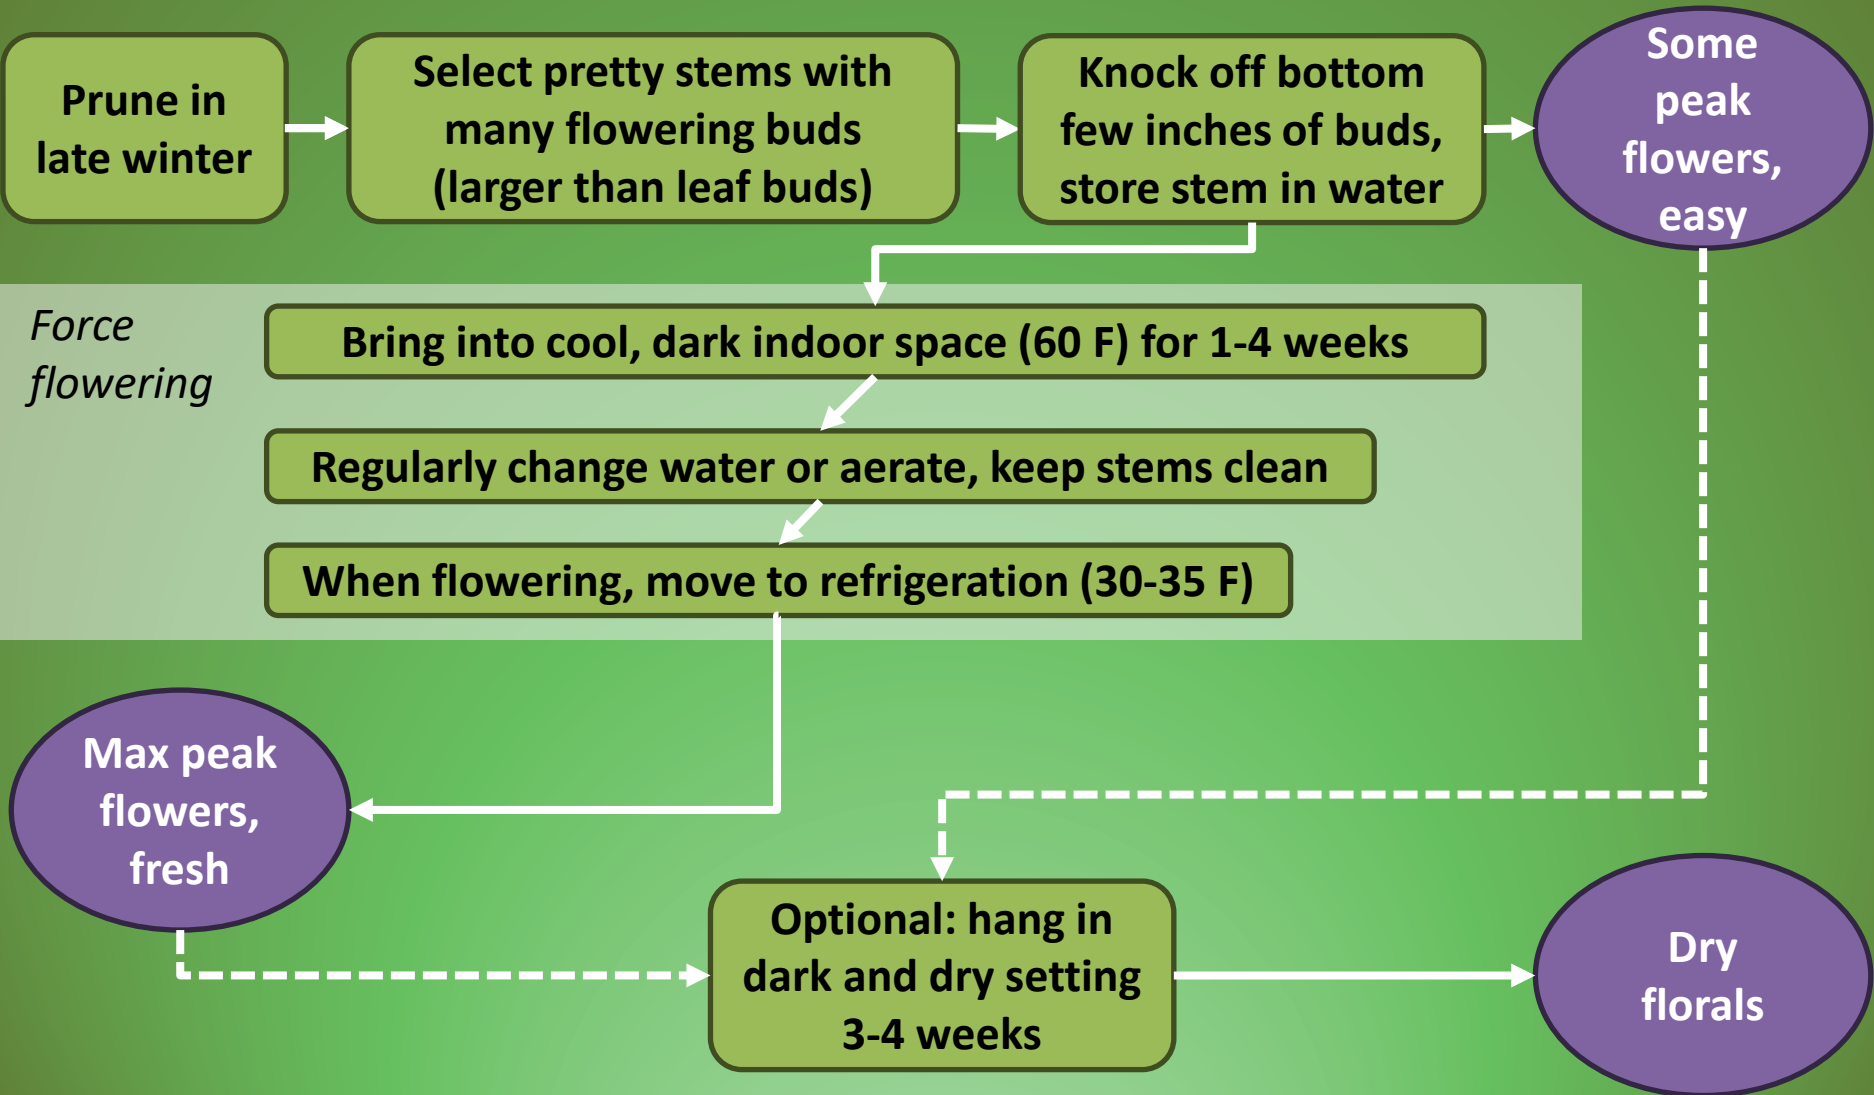 Prune in
late winter
Select pretty stems with
many flowering buds
(larger than leaf buds)
Knock off bottom
few inches of buds,
store stem in water
Some
peak
flowers,
easy
Force
flowering
Bring into cool, dark indoor space (60 F) for 1-4 weeks
Regularly change water or aerate, keep stems clean
When flowering, move to refrigeration (30-35 F)
Max peak
flowers,
fresh
Optional: hang in
dark and dry setting
3-4 weeks
Dry
florals